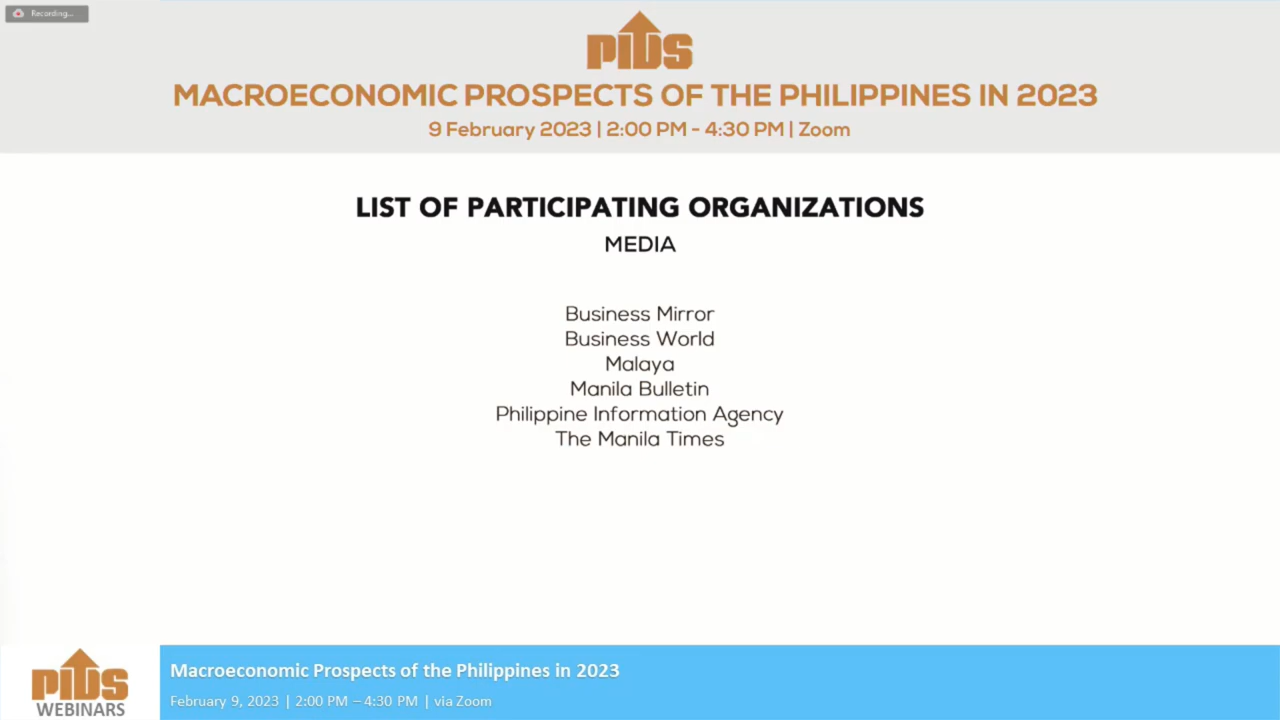 Recording...
PIDS
MACROECONOMIC PROSPECTS OF THE PHILIPPINES IN 2023
9 February 2023 | 2:00 PM - 4:30 PM | Zoom
LIST OF PARTICIPATING ORGANIZATIONS
MEDIA
Business Mirror
Business World
Malaya
Manila Bulletin
Philippine Information Agency
The Manila Times
PIDS
WEBINARS
Macroeconomic Prospects of the Philippines in 2023
February 9, 2023 | 2:00 PM – 4:30 PM | via Zoom